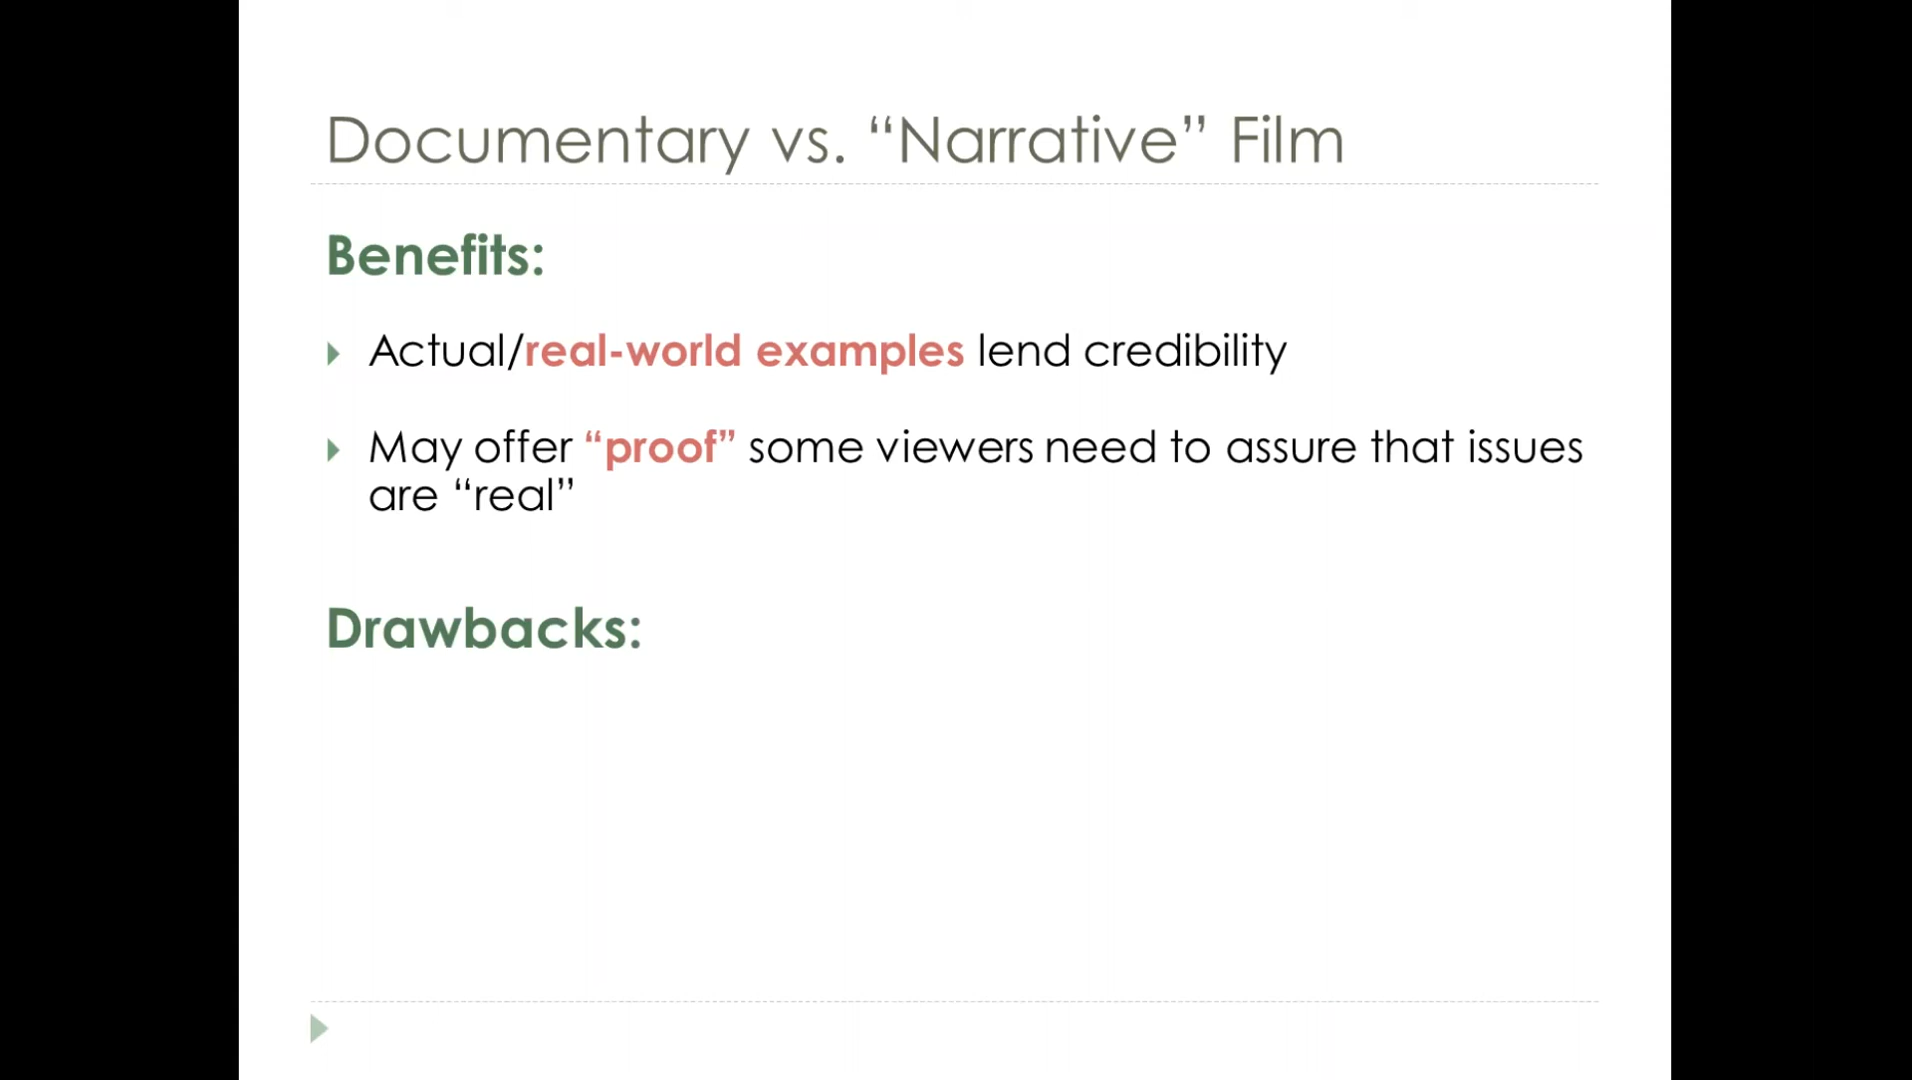 Documentary vs. “Narrative” Film
Benefits:
Actual/real-world examples lend credibility
May offer “proof” some viewers need to assure that issues
are “real”
Drawbacks: